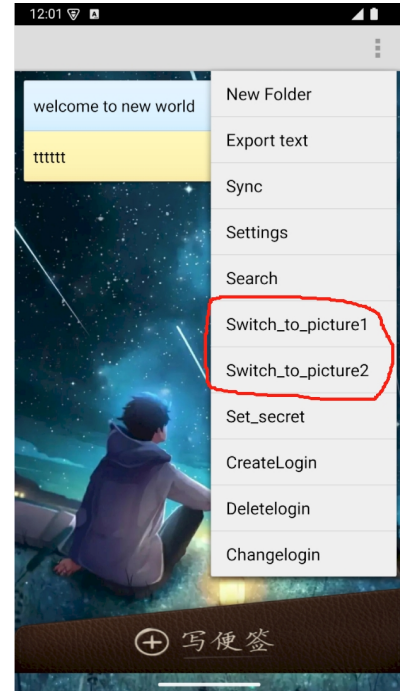 12:01
A
welcome to new world
tttttt
New Folder
Export text
Sync
Settings
Search
Switch_to_picture1
Switch_to_picture2
Set_secret
CreateLogin
Deletelogin
Changelogin
写便签